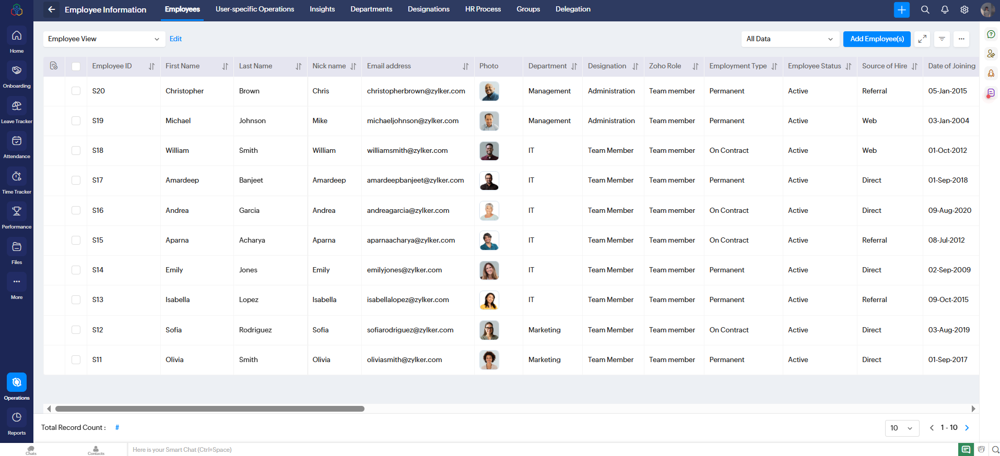 Employee Information Employees User-specific Operations Insights Departments Designations HR Process Groups Delegation
Home
Onboarding
Leave Tracker
Attendance
Time Tracker
Performance
Files
More
Operations
Reports
Employee View Edit All Data Add Employee(s)
Employee ID First Name Last Name Nick name Email address Photo Department Designation Zoho Role Employment Type Employee Status Source of Hire Date of Joining
S20 Christopher Brown Chris christopherbrown@zylker.com Management Administration Team member Permanent Active Referral 05-Jan-2015
S19 Michael Johnson Mike michaeljohnson@zylker.com Management Administration Team member Permanent Active Web 03-Jan-2004
S18 William Smith William williamsmith@zylker.com IT Team Member Team member On Contract Active Web 01-Oct-2012
S17 Amardeep Banjeet Amardeep amardeepbanjeet@zylker.com IT Team Member Team member Permanent Active Direct 01-Sep-2018
S16 Andrea Garcia Andrea andreagarcia@zylker.com IT Team Member Team member On Contract Active Direct 09-Aug-2020
S15 Aparna Acharya Aparna aparnaacharya@zylker.com IT Team Member Team member On Contract Active Referral 08-Jul-2012
S14 Emily Jones Emily emilyjones@zylker.com IT Team Member Team member Permanent Active Direct 02-Sep-2009
S13 Isabella Lopez Isabella isabellalopez@zylker.com IT Team Member Team member Permanent Active Referral 09-Oct-2015
S12 Sofia Rodriguez Sofia sofiarodriguez@zylker.com Marketing Team Member Team member On Contract Active Direct 03-Aug-2019
S11 Olivia Smith Olivia oliviasmith@zylker.com Marketing Team Member Team member Permanent Active Direct 01-Sep-2017
Total Record Count : # 10 1 - 10
Chats Contacts Here is your Smart Chat (Ctrl+Space)